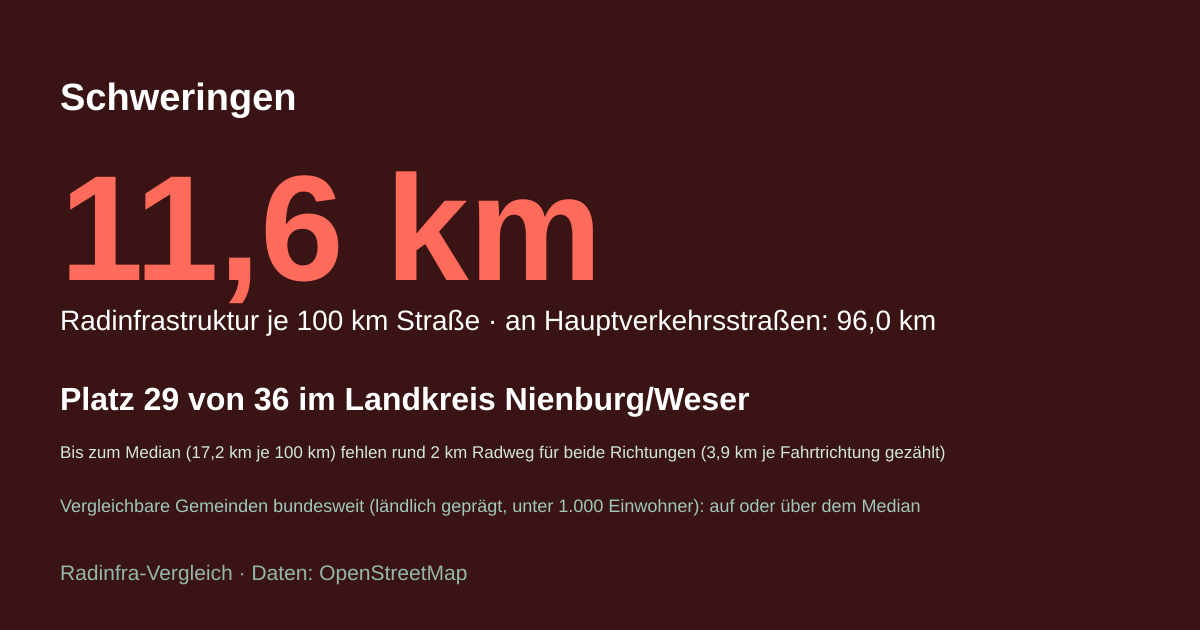 Schweringen
11,6 km
Radinfrastruktur je 100 km Straße · an Hauptverkehrsstraßen: 96,0 km
Platz 29 von 36 im Landkreis Nienburg/Weser
Bis zum Median (17,2 km je 100 km) fehlen rund 2 km Radweg für beide Richtungen (3,9 km je Fahrtrichtung gezählt)
Vergleichbare Gemeinden bundesweit (ländlich geprägt, unter 1.000 Einwohner): auf oder über dem Median
Radinfra-Vergleich · Daten: OpenStreetMap